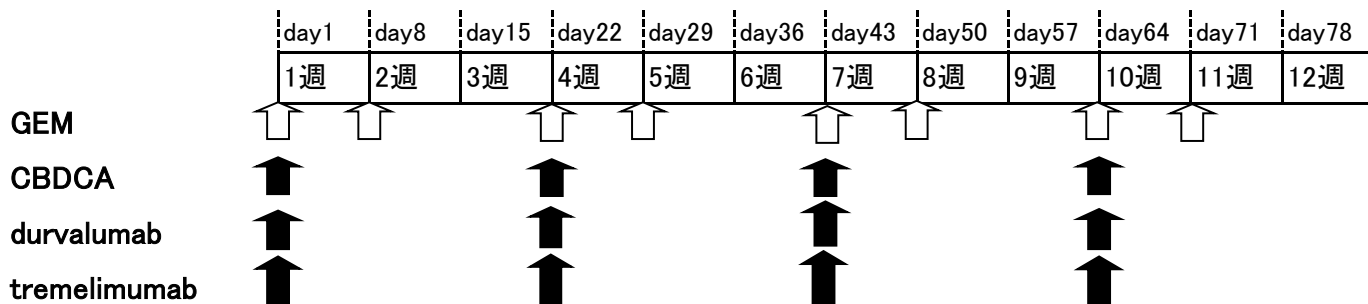 day1 day8 day15 day22 day29 day36 day43 day50 day57 day64 day71 day78
1週 2週 3週 4週 5週 6週 7週 8週 9週 10週 11週 12週
GEM
CBDCA
durvalumab
tremelimumab